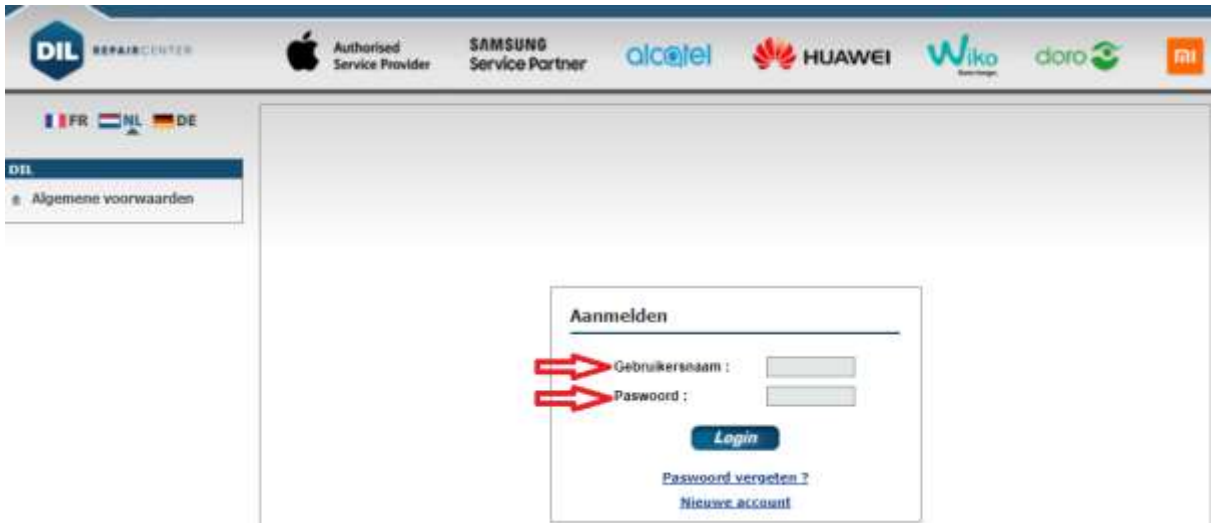 DIL REPAIRCENTER
Authorised
Service Provider
SAMSUNG
Service Partner
alcatel
HUAWEI
Wiko
doro
mi
FR NL DE
DIL
Algemene voorwaarden
Aanmelden
Gebruikersnaam :
Paswoord :
Login
Paswoord vergeten ?
Nieuwe account